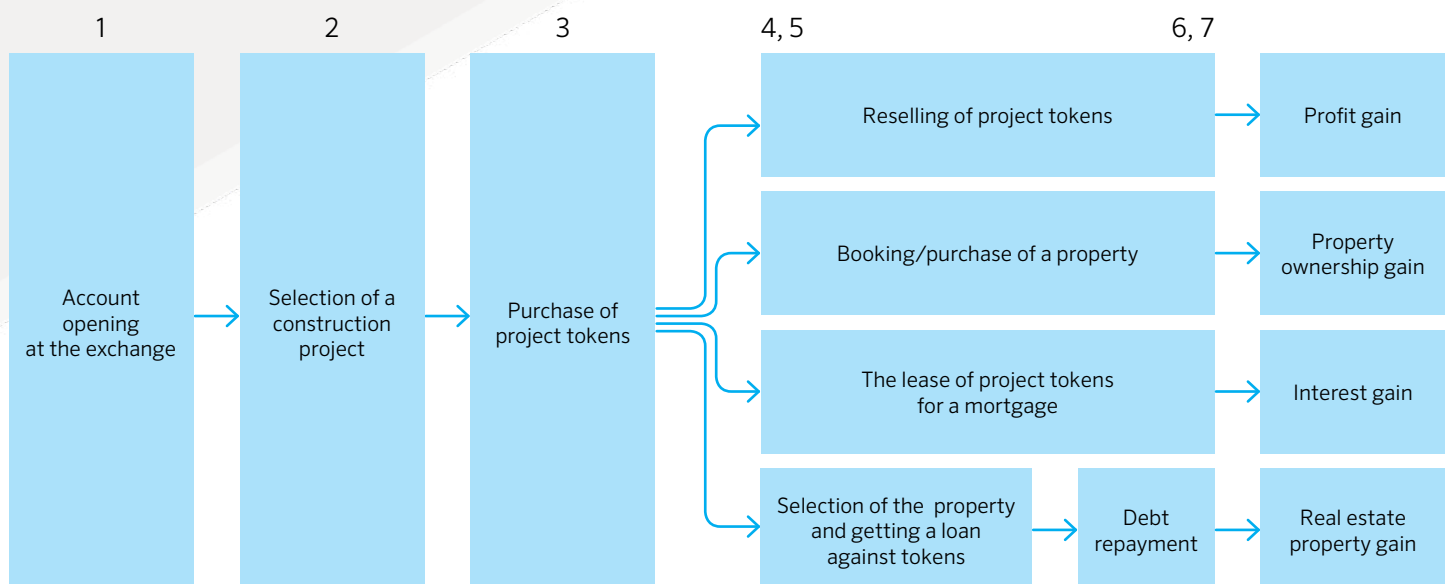 1
2
3
4, 5
6, 7
Account
opening
at the exchange
Selection of a
construction
project
Purchase of
project tokens
Reselling of project tokens
Profit gain
Booking/purchase of a property
Property
ownership gain
The lease of project tokens
for a mortgage
Interest gain
Selection of the property
and getting a loan
against tokens
Debt
repayment
Real estate
property gain